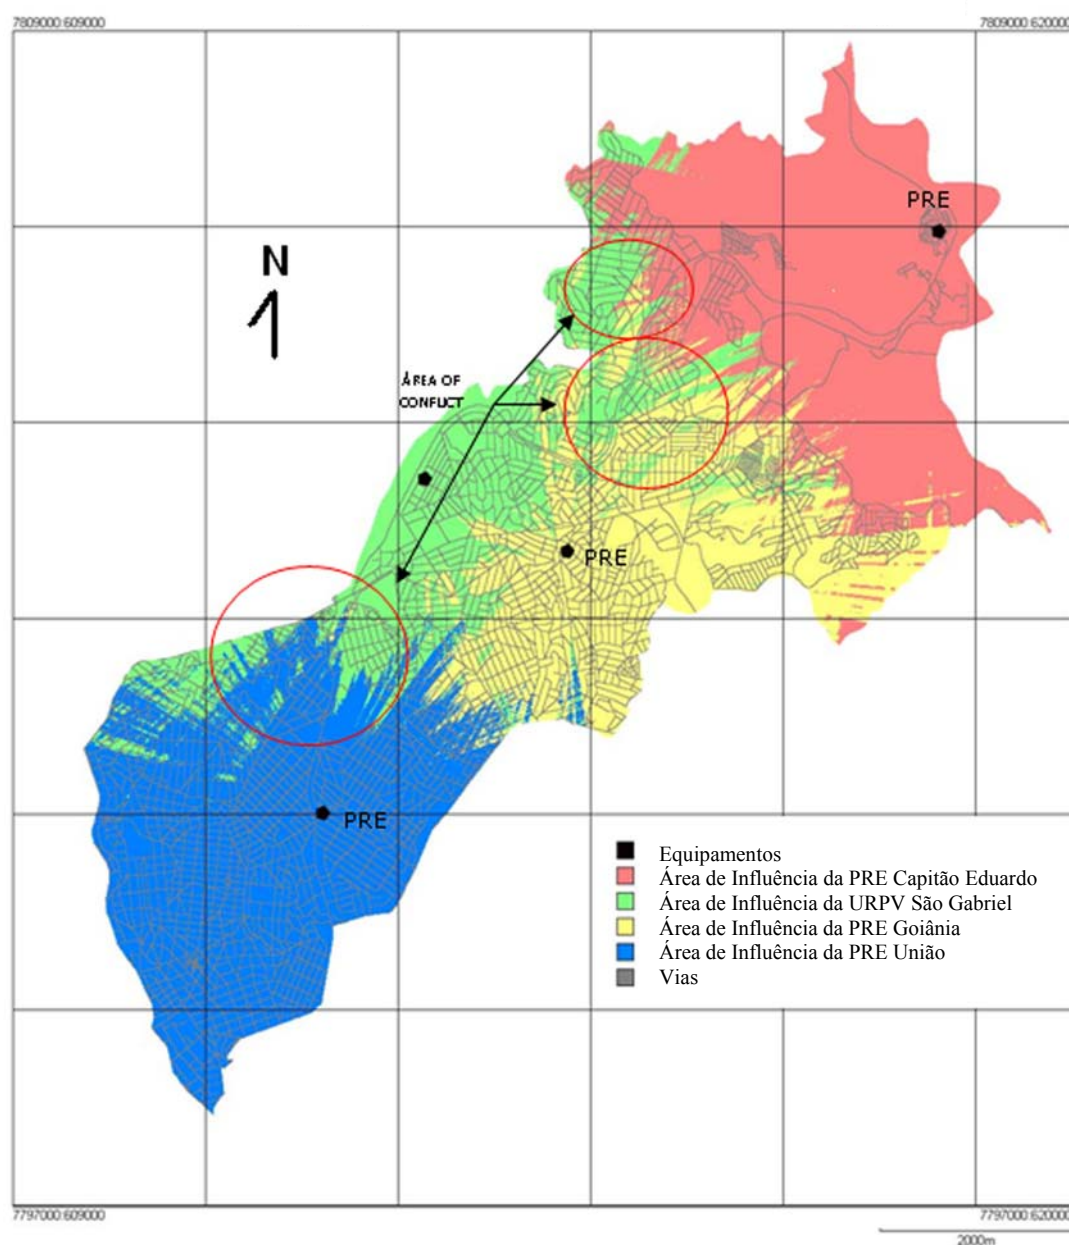 7809000:609000
7809000:620000
PRE
N
ÁREA OF
CONFLICT
PRE
PRE
Equipamentos
Área de Influência da PRE Capitão Eduardo
Área de Influência da URPV São Gabriel
Área de Influência da PRE Goiânia
Área de Influência da PRE União
Vias
7797000:609000
7797000:620000
2000m